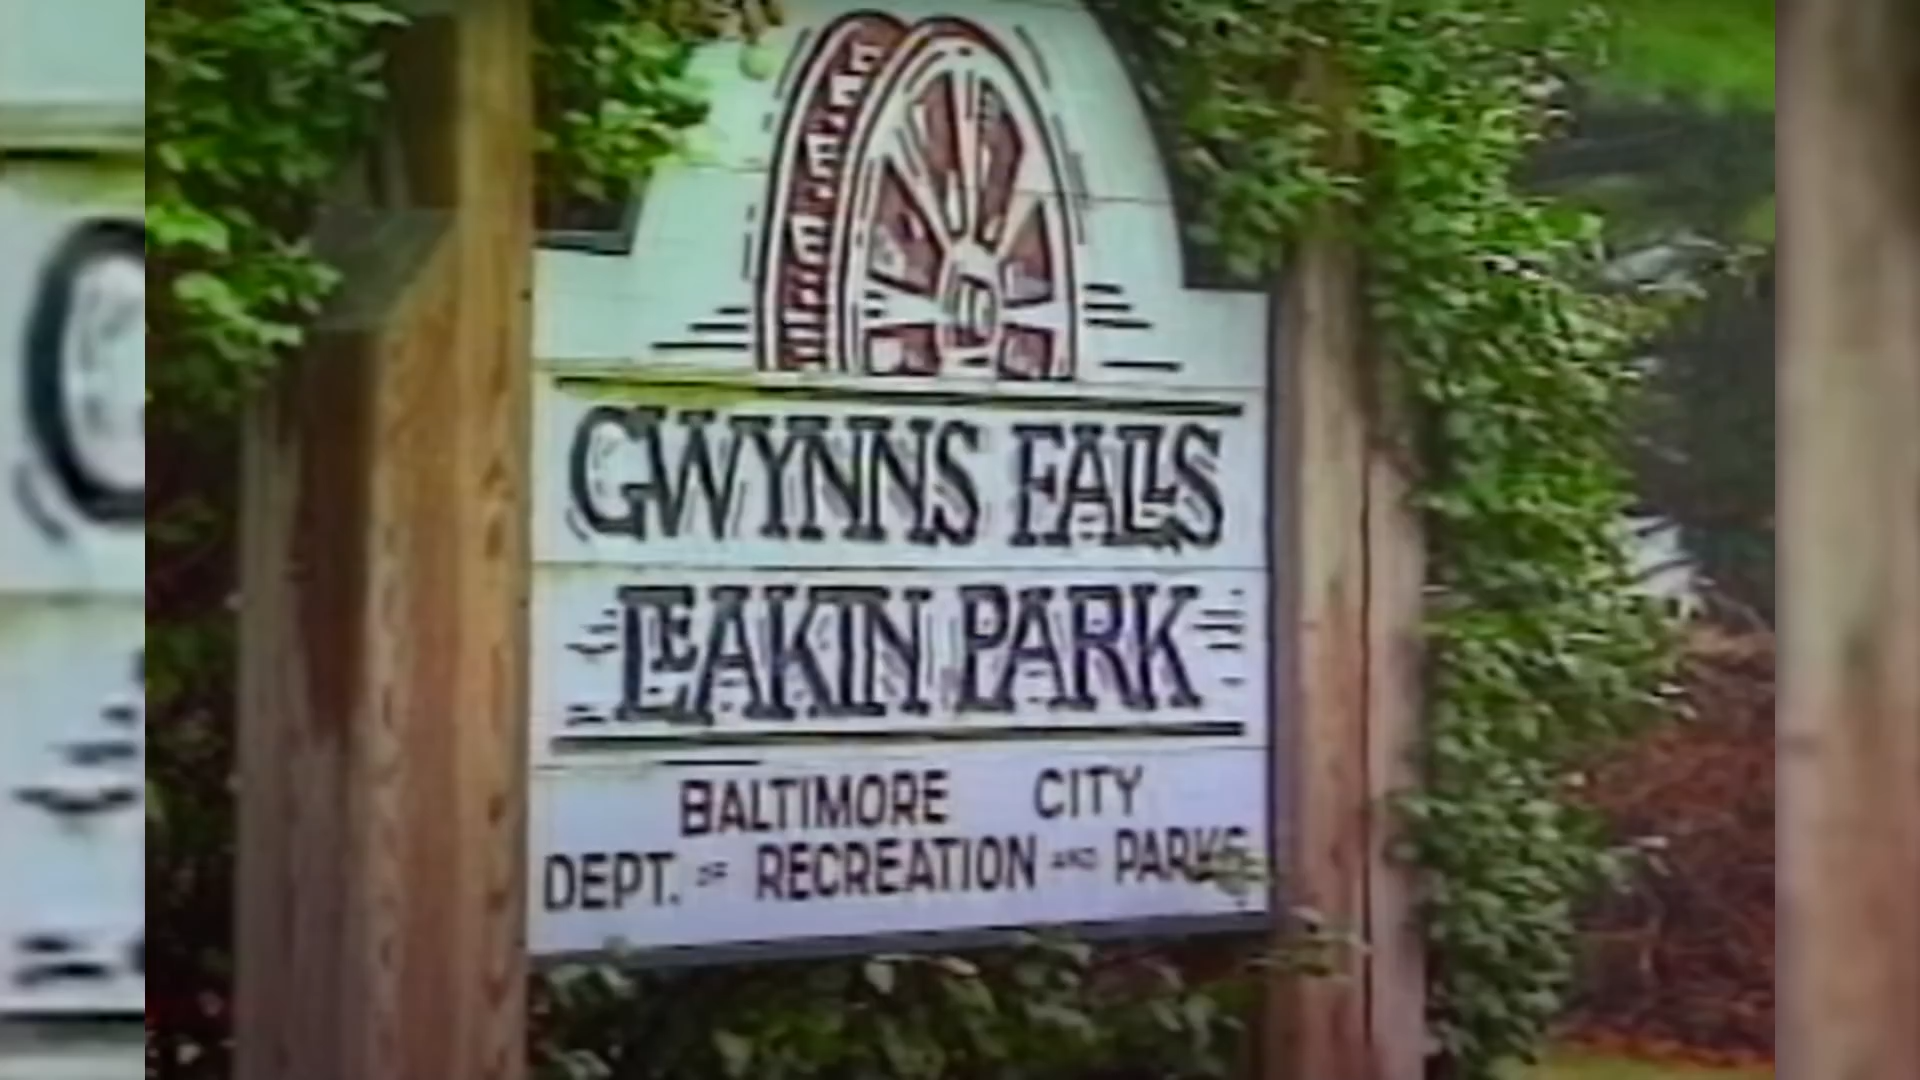 GWYNNS FALLS
LEAKIN PARK
BALTIMORE CITY
DEPT. OF RECREATION AND PARKS